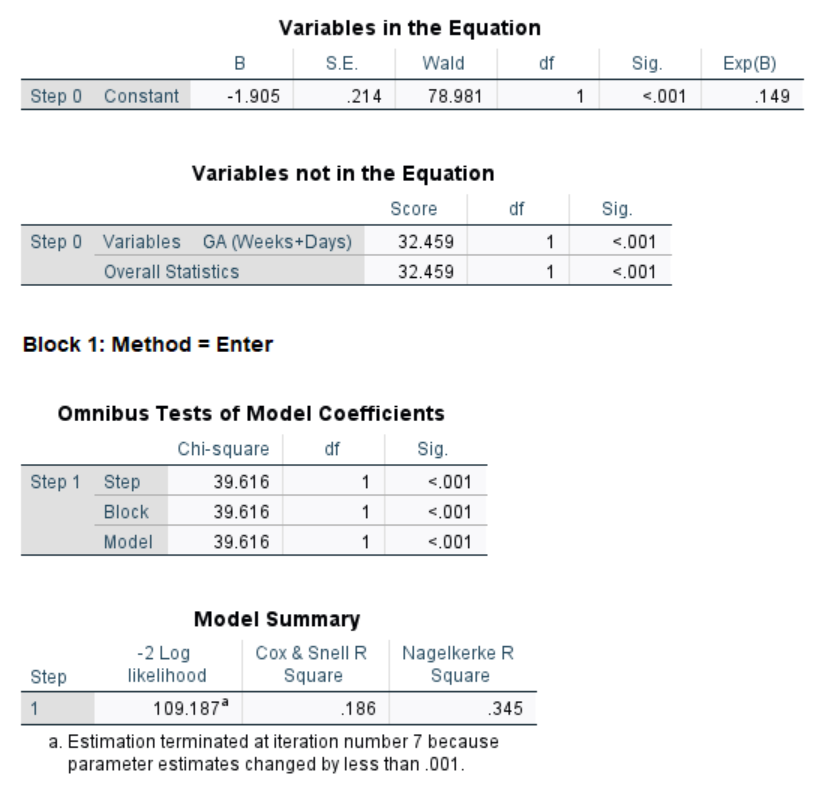 Variables in the Equation
B S.E. Wald df Sig. Exp(B)
Step 0 Constant -1.905 .214 78.981 1 <.001 .149
Variables not in the Equation
Score df Sig.
Step 0 Variables GA (Weeks+Days) 32.459 1 <.001
Overall Statistics 32.459 1 <.001
Block 1: Method = Enter
Omnibus Tests of Model Coefficients
Chi-square df Sig.
Step 1 Step 39.616 1 <.001
Block 39.616 1 <.001
Model 39.616 1 <.001
Model Summary
-2 Log Cox & Snell R Nagelkerke R
Step likelihood Square Square
1 109.187ᵃ .186 .345
a. Estimation terminated at iteration number 7 because
parameter estimates changed by less than .001.